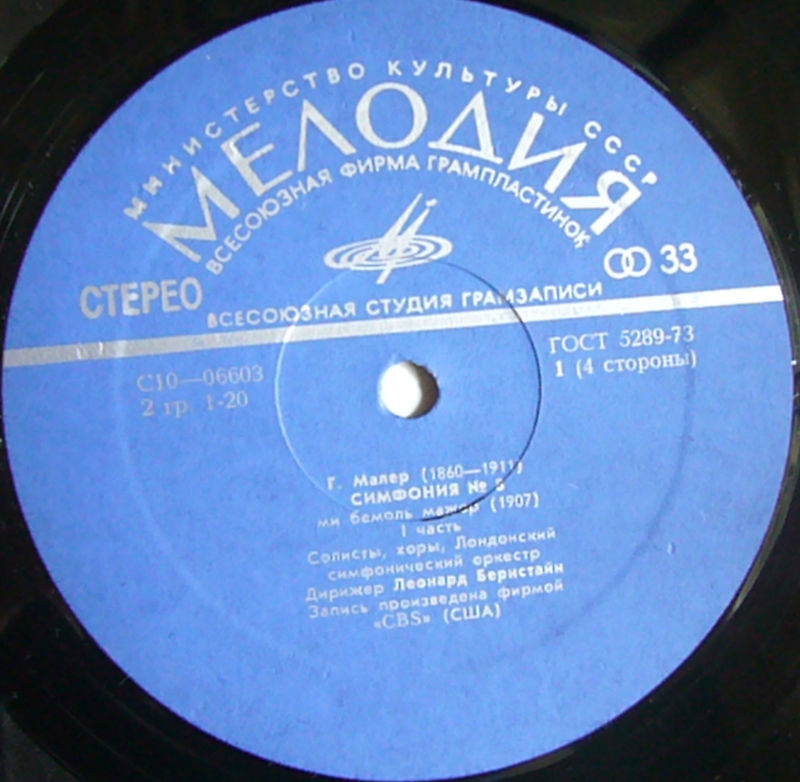 МИНИСТЕРСТВО КУЛЬТУРЫ СССР
МЕЛОДИЯ
ВСЕСОЮЗНАЯ ФИРМА ГРАМПЛАСТИНОК
СТЕРЕО
33
ВСЕСОЮЗНАЯ СТУДИЯ ГРАМЗАПИСИ
С10—06603
2 гр. 1-20
ГОСТ 5289-73
1 (4 стороны)
Г. Малер (1860—1911)
СИМФОНИЯ № 8
ми бемоль мажор (1907)
I часть
Солисты, хоры, Лондонский
симфонический оркестр
Дирижер Леонард Бернстайн
Запись произведена фирмой
«CBS» (США)